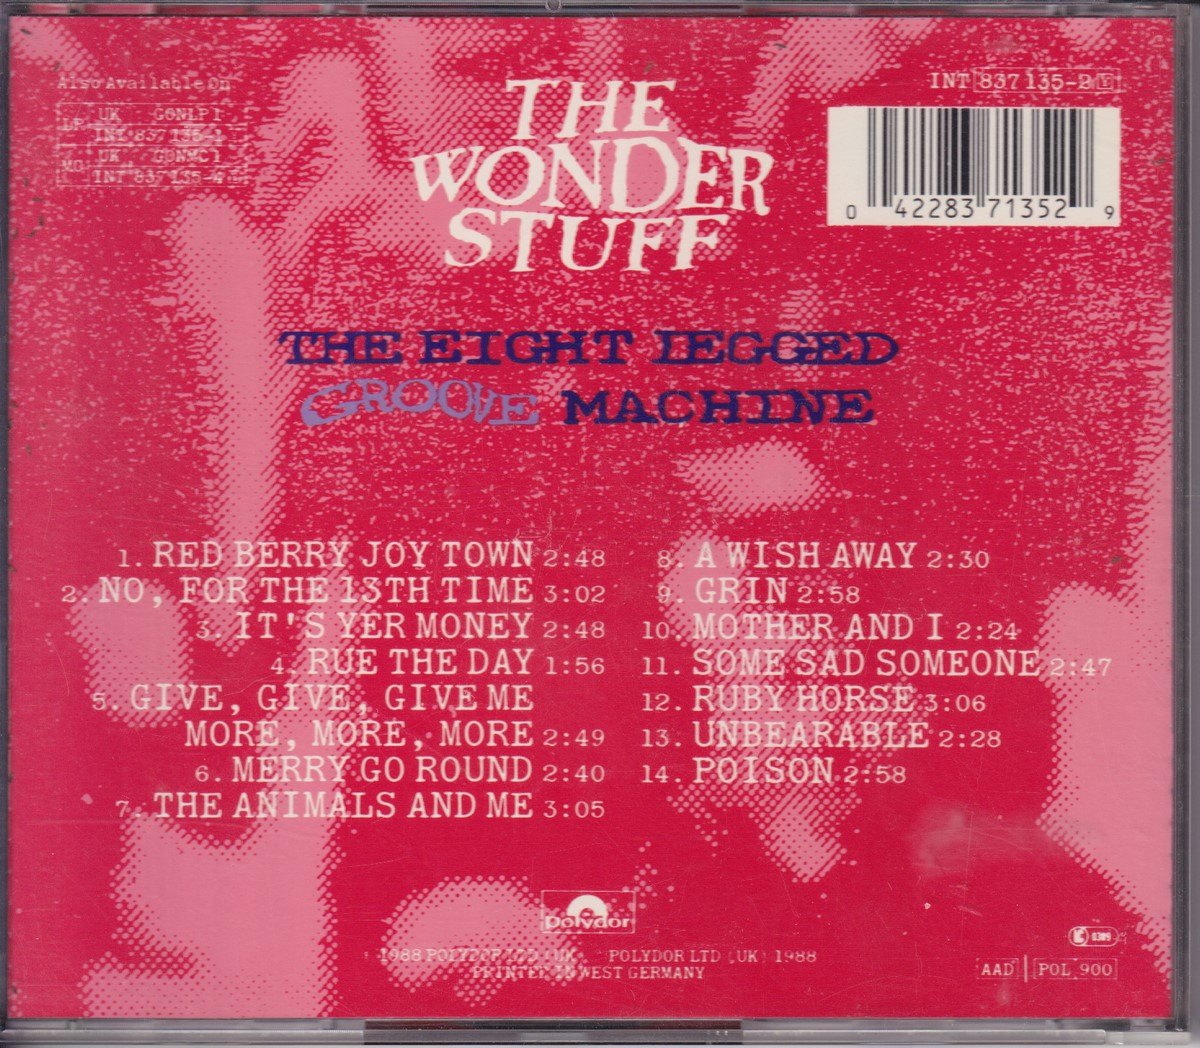 Also Available On
LP UK GONLP1
INT 837 135-1
MC UK GONMC1
INT 837 135-4
THE
WONDER
STUFF
INT 837 135-2 Y
0 42283 71352 9
THE EIGHT LEGGED
GROOVE MACHINE
1. RED BERRY JOY TOWN 2:48
2. NO, FOR THE 13TH TIME 3:02
3. IT'S YER MONEY 2:48
4. RUE THE DAY 1:56
5. GIVE, GIVE, GIVE ME
MORE, MORE, MORE 2:49
6. MERRY GO ROUND 2:40
7. THE ANIMALS AND ME 3:05
8. A WISH AWAY 2:30
9. GRIN 2:58
10. MOTHER AND I 2:24
11. SOME SAD SOMEONE 2:47
12. RUBY HORSE 3:06
13. UNBEARABLE 2:28
14. POISON 2:58
polydor
1988 POLYDOR LTD (UK) POLYDOR LTD (UK) 1988
PRINTED IN WEST GERMANY
0309
AAD POL 900